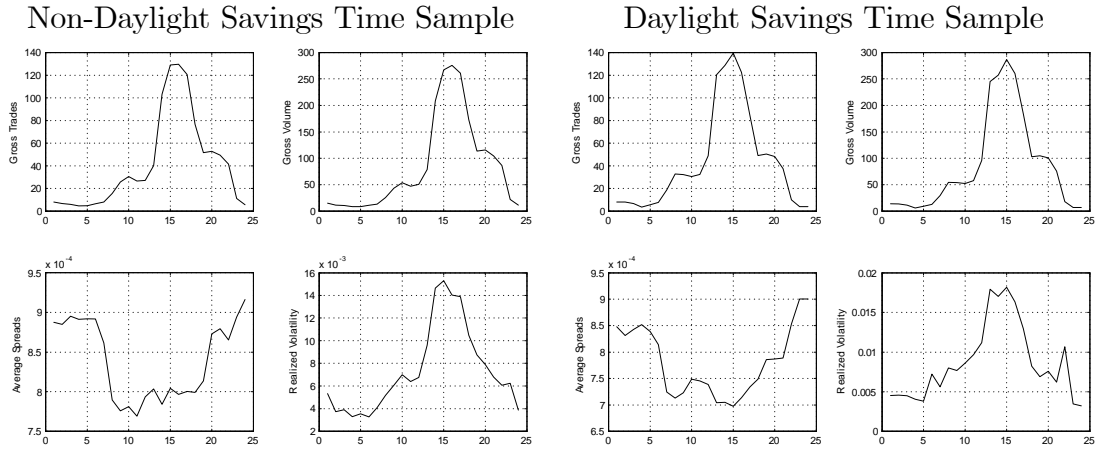 Non-Daylight Savings Time Sample
Daylight Savings Time Sample
140
120
100
80
60
40
20
0
Gross Trades
0 5 10 15 20 25
300
250
200
150
100
50
0
Gross Volume
0 5 10 15 20 25
140
120
100
80
60
40
20
0
Gross Trades
0 5 10 15 20 25
300
250
200
150
100
50
0
Gross Volume
0 5 10 15 20 25
x 10⁻⁴
9.5
9
8.5
8
7.5
Average Spreads
0 5 10 15 20 25
x 10⁻³
16
14
12
10
8
6
4
2
Realized Volatility
0 5 10 15 20 25
x 10⁻⁴
9.5
9
8.5
8
7.5
7
6.5
Average Spreads
0 5 10 15 20 25
0.02
0.015
0.01
0.005
0
Realized Volatility
0 5 10 15 20 25